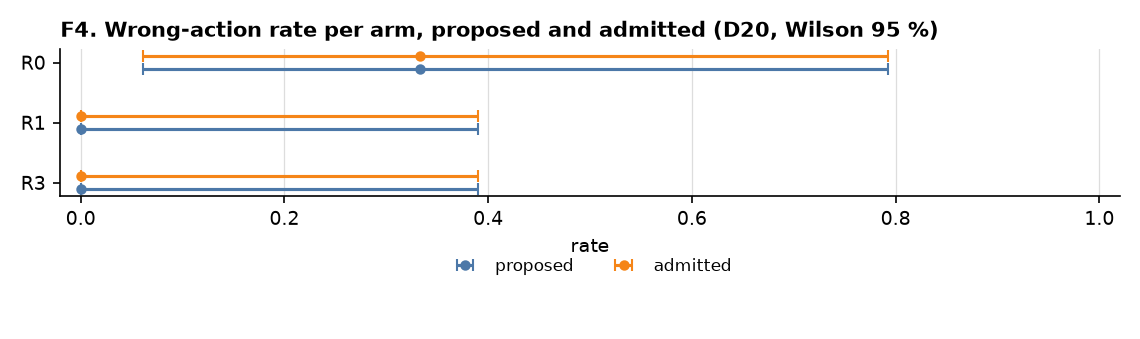 F4. Wrong-action rate per arm, proposed and admitted (D20, Wilson 95 %)
R0
R1
R3
0.0 0.2 0.4 0.6 0.8 1.0
rate
proposed admitted